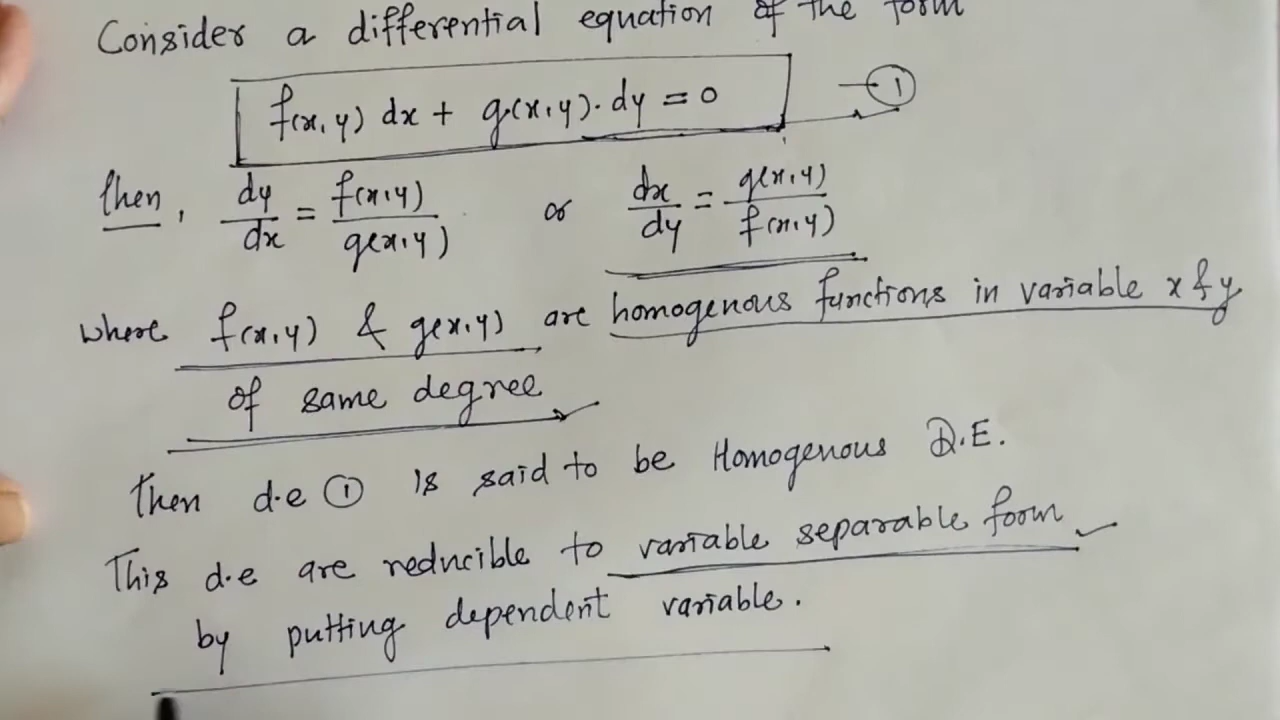 Consider a differential equation of the form
f(x,y) dx + g(x,y).dy = 0 — ①
then, dy/dx = f(x,y)/g(x,y) or dx/dy = g(x,y)/f(x,y)
where f(x,y) & g(x,y) are homogenous functions in variable x & y
of same degree
Then d.e ① is said to be Homogenous D.E.
This d.e are reducible to variable separable form
by putting dependent variable.